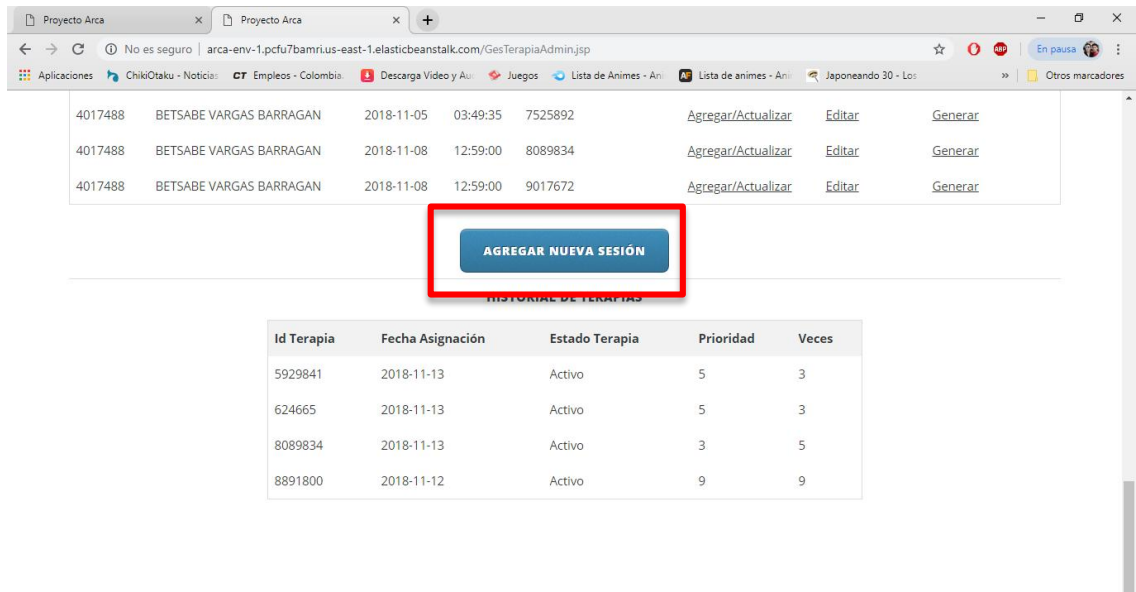 Proyecto Arca
Proyecto Arca
No es seguro | arca-env-1.pcfu7bamri.us-east-1.elasticbeanstalk.com/GesTerapiaAdmin.jsp
ABP
En pausa
Aplicaciones
ChikiOtaku - Noticias
CT Empleos - Colombia.
Descarga Video y Au
Juegos
Lista de Animes - Ani
AF Lista de animes - Ani
Japoneando 30 - Los
»
Otros marcadores
4017488 BETSABE VARGAS BARRAGAN 2018-11-05 03:49:35 7525892 Agregar/Actualizar Editar Generar
4017488 BETSABE VARGAS BARRAGAN 2018-11-08 12:59:00 8089834 Agregar/Actualizar Editar Generar
4017488 BETSABE VARGAS BARRAGAN 2018-11-08 12:59:00 9017672 Agregar/Actualizar Editar Generar
AGREGAR NUEVA SESIÓN
HISTORIAL DE TERAPIAS
Id Terapia Fecha Asignación Estado Terapia Prioridad Veces
5929841 2018-11-13 Activo 5 3
624665 2018-11-13 Activo 5 3
8089834 2018-11-13 Activo 3 5
8891800 2018-11-12 Activo 9 9